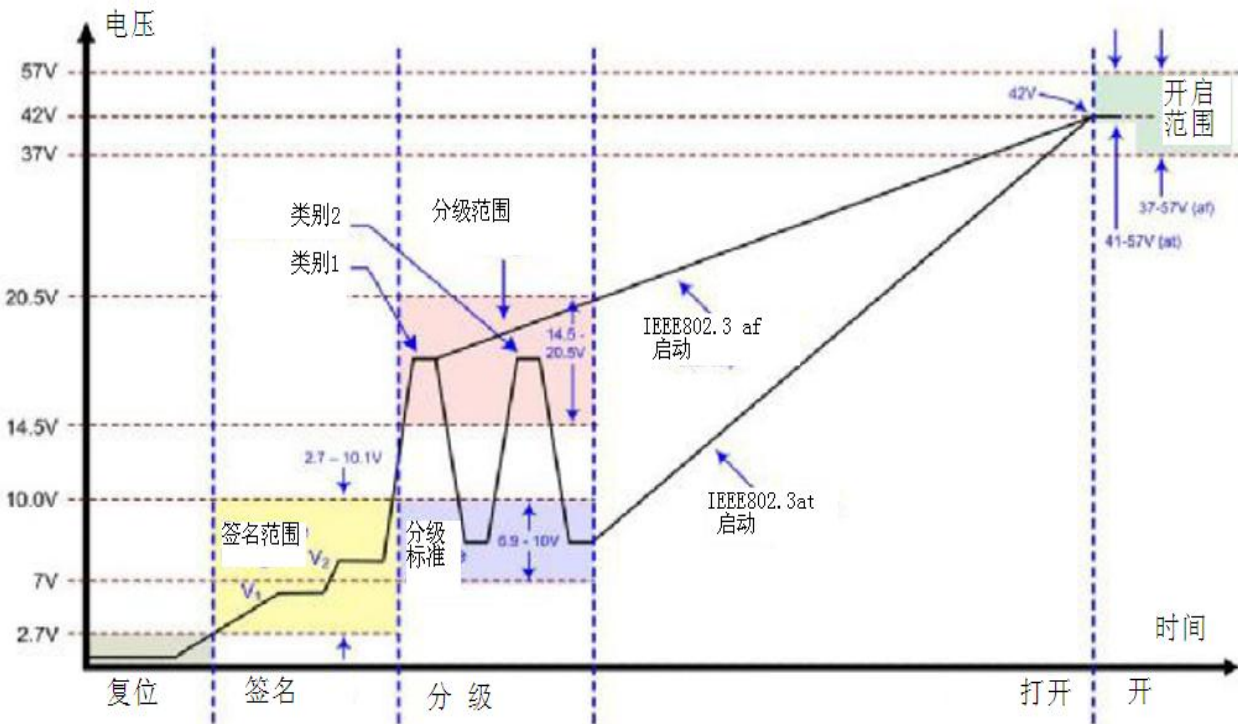 电压
57V
42V
37V
20.5V
14.5V
10.0V
7V
2.7V
42V
开启
范围
37-57V (af)
41-57V (at)
类别2
分级范围
类别1
14.5 -
20.5V
IEEE802.3 af
启动
2.7 – 10.1V
IEEE802.3at
启动
签名范围
V₁
V₂
分级
标准
6.9 - 10V
时间
复位
签名
分 级
打开
开